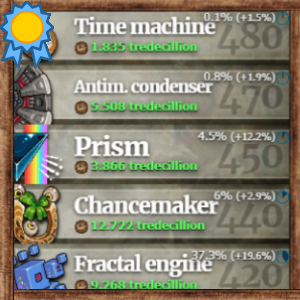 0.1% (+1.5%)
Time machine
1.835 tredecillion
480
0.8% (+1.9%)
Antim. condenser
5.508 tredecillion
470
4.5% (+12.2%)
Prism
3.866 tredecillion
450
6% (+2.9%)
Chancemaker
12.722 tredecillion
440
37.3% (+19.6%)
Fractal engine
9.268 tredecillion